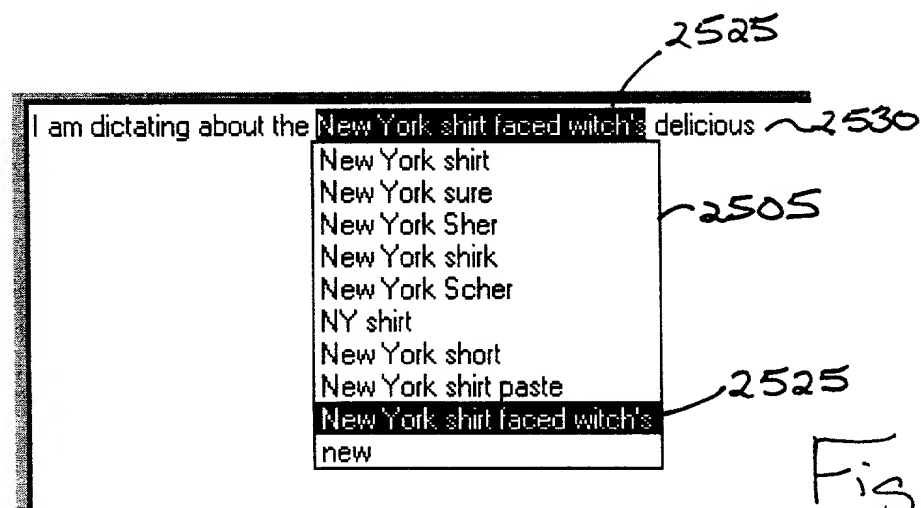 2525
I am dictating about the New York shirt faced witch's delicious 2530
New York shirt
New York sure
2505
New York Sher
New York shirk
New York Scher
NY shirt
New York short
New York shirt paste
New York shirt faced witch's 2525
new
Fig